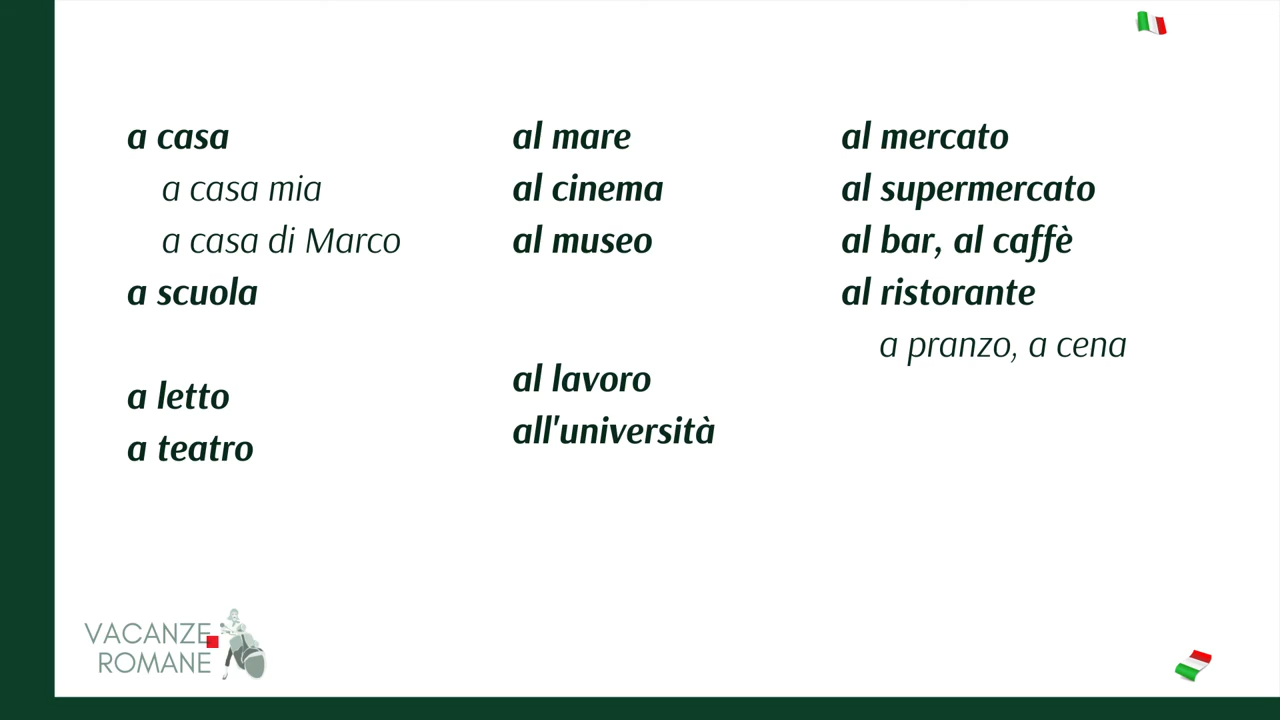 a casa
a casa mia
a casa di Marco
a scuola
a letto
a teatro
al mare
al cinema
al museo
al lavoro
all'università
al mercato
al supermercato
al bar, al caffè
al ristorante
a pranzo, a cena
VACANZE
ROMANE